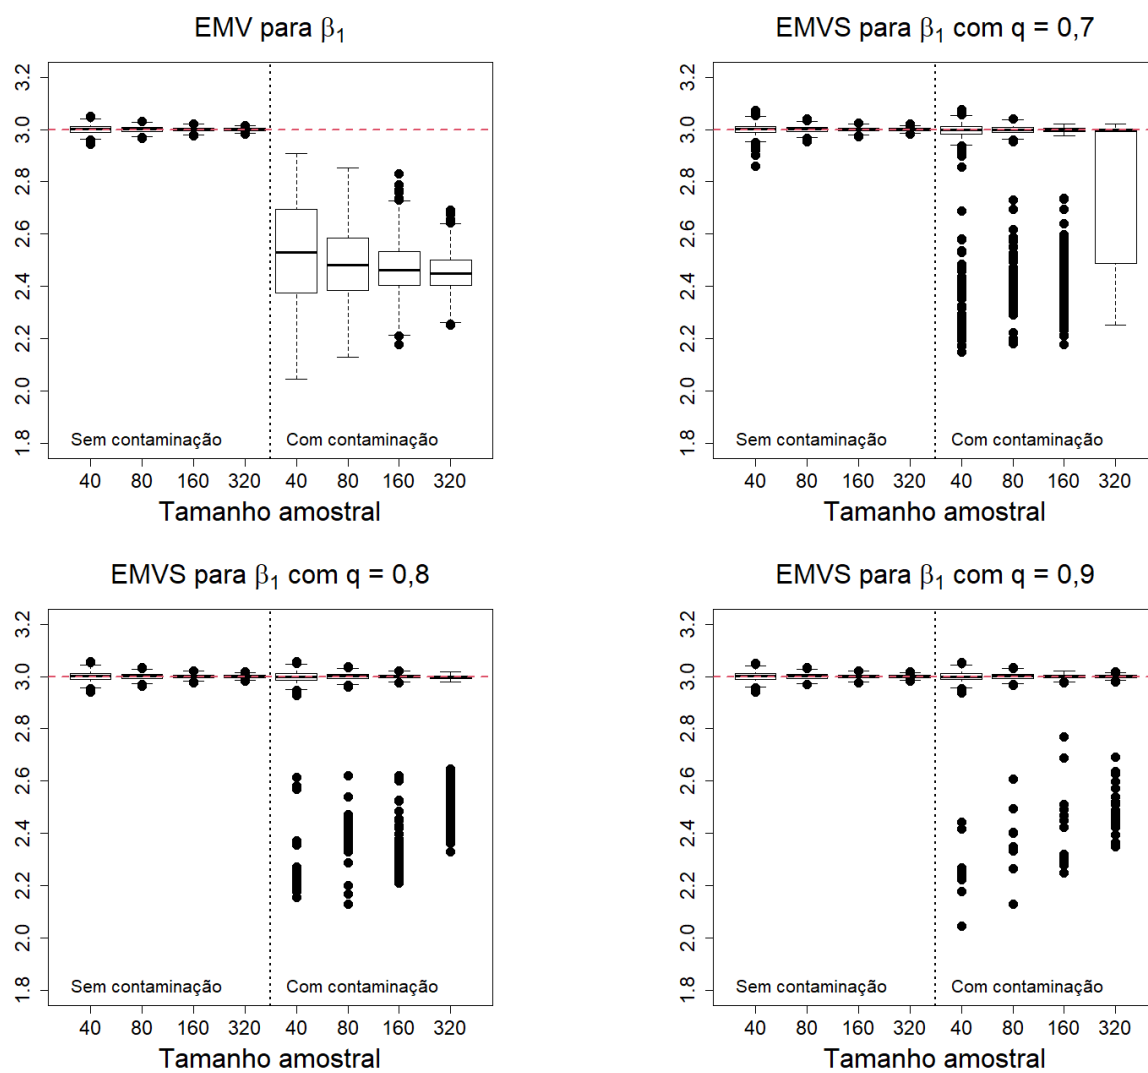 EMV para β1
3.2
3.0
2.8
2.6
2.4
2.2
2.0
1.8
Sem contaminação
Com contaminação
40 80 160 320 40 80 160 320
Tamanho amostral
EMVS para β1 com q = 0,7
3.2
3.0
2.8
2.6
2.4
2.2
2.0
1.8
Sem contaminação
Com contaminação
40 80 160 320 40 80 160 320
Tamanho amostral
EMVS para β1 com q = 0,8
3.2
3.0
2.8
2.6
2.4
2.2
2.0
1.8
Sem contaminação
Com contaminação
40 80 160 320 40 80 160 320
Tamanho amostral
EMVS para β1 com q = 0,9
3.2
3.0
2.8
2.6
2.4
2.2
2.0
1.8
Sem contaminação
Com contaminação
40 80 160 320 40 80 160 320
Tamanho amostral